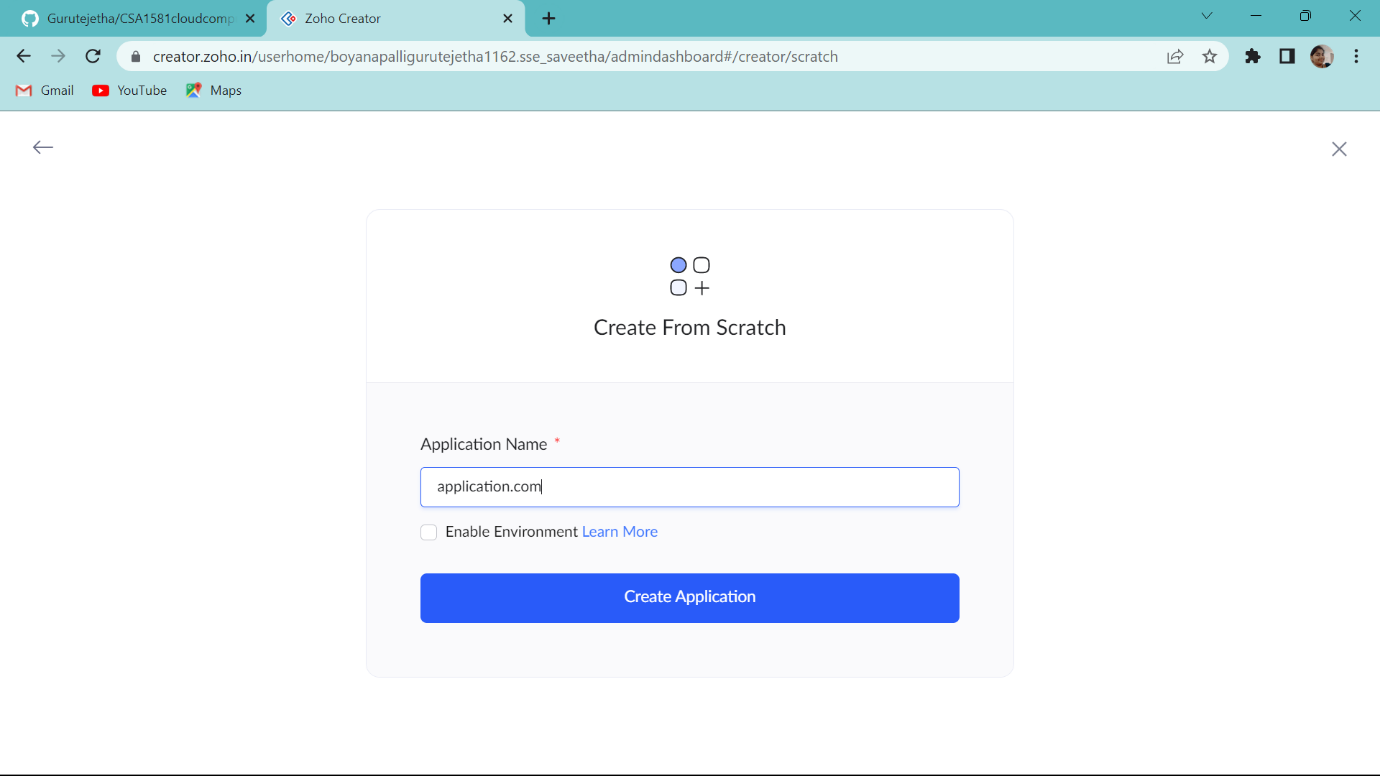 Gurutejetha/CSA1581cloudcomp
Zoho Creator
creator.zoho.in/userhome/boyanapalligurutejetha1162.sse_saveetha/admindashboard#/creator/scratch
Gmail YouTube Maps
Create From Scratch
Application Name *
application.com
Enable Environment Learn More
Create Application